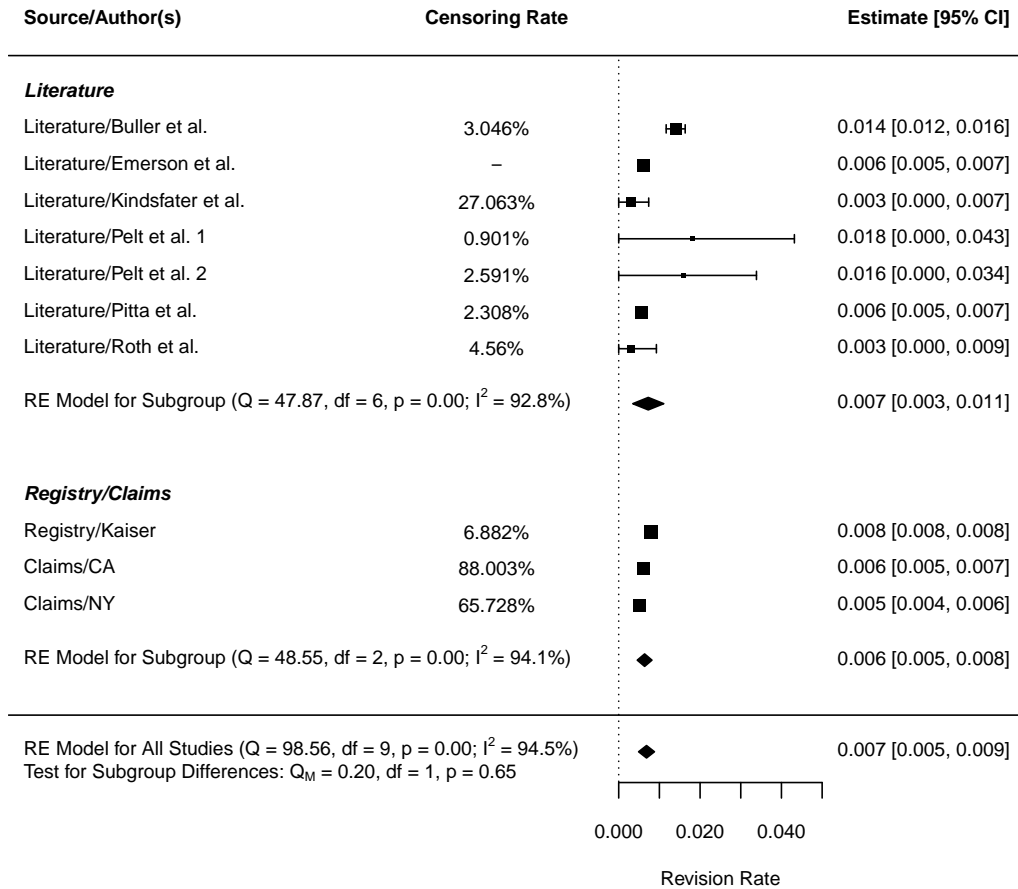 Source/Author(s) Censoring Rate Estimate [95% CI]
Literature
Literature/Buller et al. 3.046% 0.014 [0.012, 0.016]
Literature/Emerson et al. – 0.006 [0.005, 0.007]
Literature/Kindsfater et al. 27.063% 0.003 [0.000, 0.007]
Literature/Pelt et al. 1 0.901% 0.018 [0.000, 0.043]
Literature/Pelt et al. 2 2.591% 0.016 [0.000, 0.034]
Literature/Pitta et al. 2.308% 0.006 [0.005, 0.007]
Literature/Roth et al. 4.56% 0.003 [0.000, 0.009]
RE Model for Subgroup (Q = 47.87, df = 6, p = 0.00; I² = 92.8%) 0.007 [0.003, 0.011]
Registry/Claims
Registry/Kaiser 6.882% 0.008 [0.008, 0.008]
Claims/CA 88.003% 0.006 [0.005, 0.007]
Claims/NY 65.728% 0.005 [0.004, 0.006]
RE Model for Subgroup (Q = 48.55, df = 2, p = 0.00; I² = 94.1%) 0.006 [0.005, 0.008]
RE Model for All Studies (Q = 98.56, df = 9, p = 0.00; I² = 94.5%) 0.007 [0.005, 0.009]
Test for Subgroup Differences: Q_M = 0.20, df = 1, p = 0.65
0.000 0.020 0.040
Revision Rate